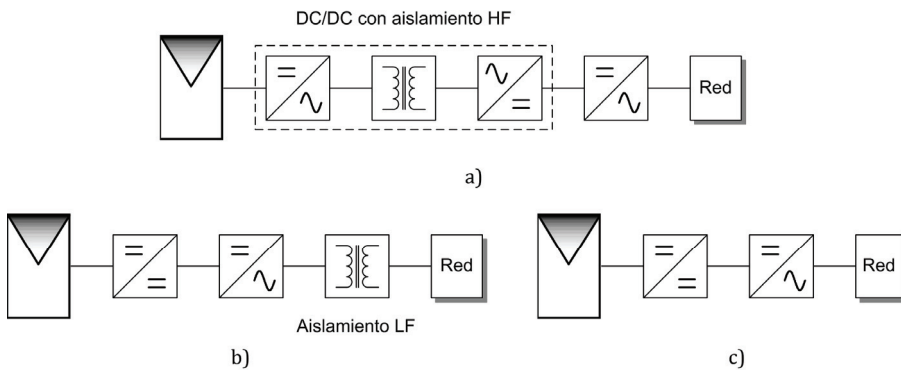 DC/DC con aislamiento HF
Red
a)
Red
Aislamiento LF
b)
Red
c)